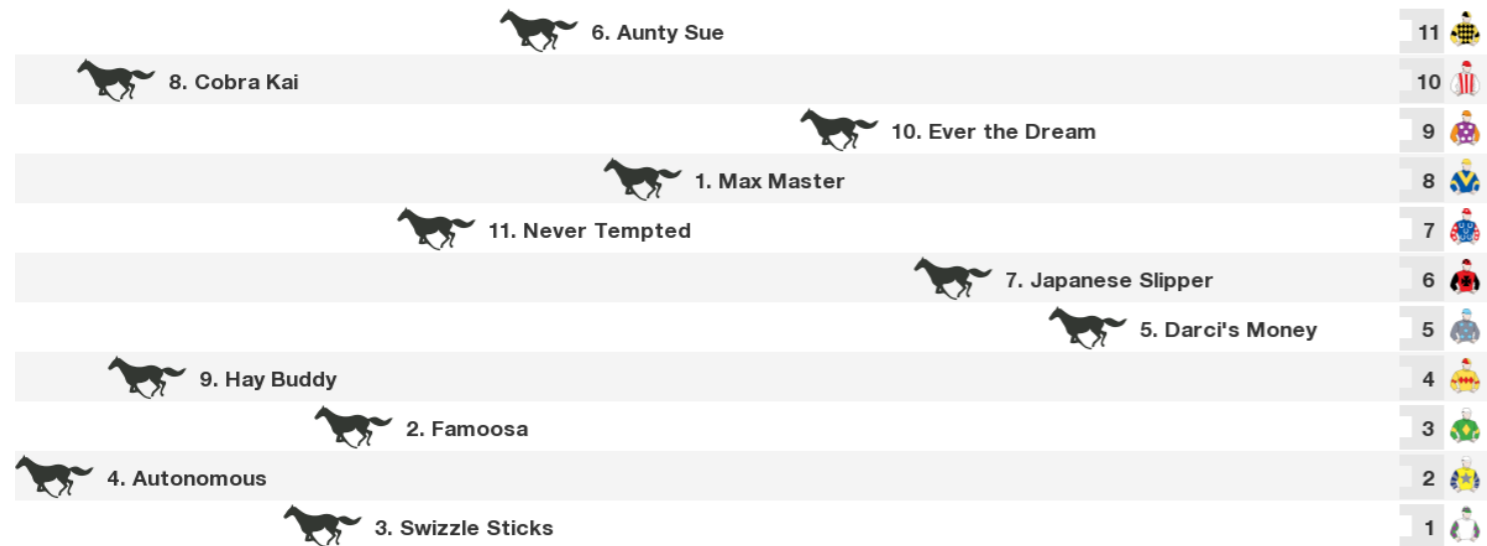 6. Aunty Sue 11
8. Cobra Kai 10
10. Ever the Dream 9
1. Max Master 8
11. Never Tempted 7
7. Japanese Slipper 6
5. Darci's Money 5
9. Hay Buddy 4
2. Famoosa 3
4. Autonomous 2
3. Swizzle Sticks 1